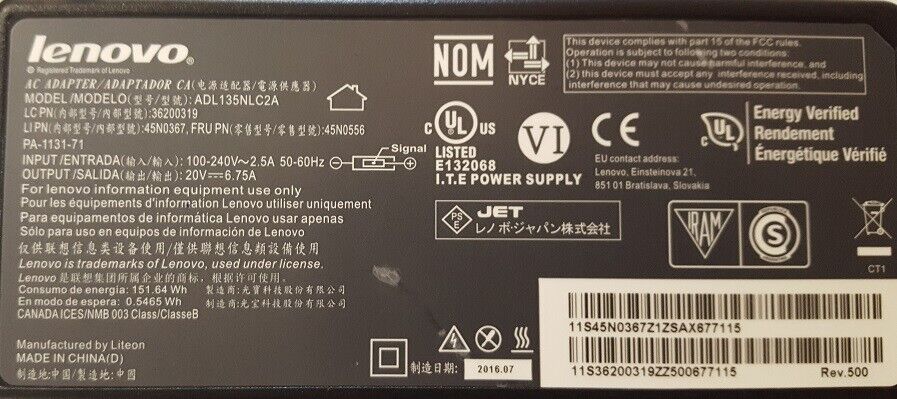 lenovo
® Registered Trademark of Lenovo
AC ADAPTER/ADAPTADOR CA(电源适配器/電源供應器)
MODEL/MODELO(型号/型號):ADL135NLC2A
LC PN(内部型号/內部型號):36200319
LI PN(内部型号/內部型號):45N0367, FRU PN(零售型号/零售型號):45N0556
PA-1131-71
INPUT/ENTRADA(输入/輸入): 100-240V～2.5A 50-60Hz
OUTPUT/SALIDA(输出/輸出): 20V⎓6.75A
Signal
For lenovo information equipment use only
Pour les équipements d'information Lenovo utiliser uniquement
Para equipamentos de informática Lenovo usar apenas
Sólo para uso en equipos de información Lenovo
仅供联想信息类设备使用/僅供聯想信息類設備使用
Lenovo is trademarks of Lenovo, used under license.
Lenovo 是联想集团所属企业的商标，根据许可使用.
Consumo de energía: 151.64 Wh 製造商:光寶科技股份有限公司
En modo de espera: 0.5465 Wh 制造商:光宝科技股份有限公司
CANADA ICES/NMB 003 Class/ClasseB
Manufactured by Liteon
MADE IN CHINA(D)
制造地:中国/製造地:中國
NOM
NYCE
This device complies with part 15 of the FCC rules.
Operation is subject to following two conditions:
(1) This device may not cause harmful interference, and
(2) this device must accept any interference received, including
interference that may cause undesired operation.
C UL US
LISTED
E132068
I.T.E POWER SUPPLY
VI
CE
EU contact address:
Lenovo, Einsteinova 21,
851 01 Bratislava, Slovakia
C UL
Energy Verified
Rendement
Énergétique Vérifié
PS
E
JET
レノボ・ジャパン株式会社
IRAM
S
CT1
制造日期: 2016.07
11S45N0367Z1ZSAX677115
11S36200319ZZ500677115
Rev.500